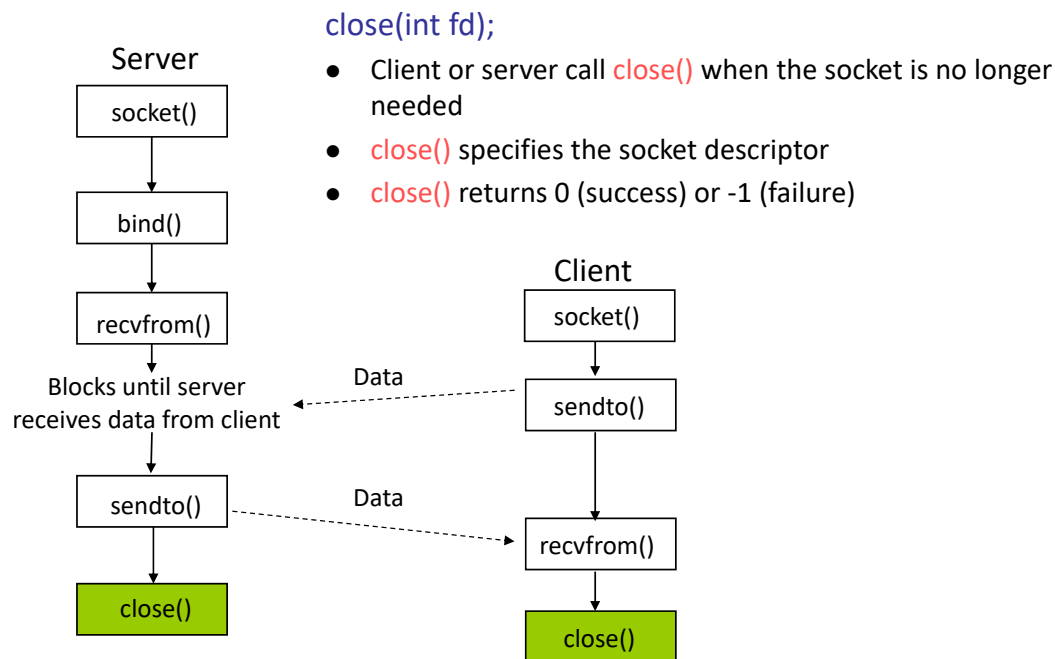 close(int fd);
● Client or server call close() when the socket is no longer
needed
● close() specifies the socket descriptor
● close() returns 0 (success) or -1 (failure)
Server
socket()
bind()
recvfrom()
Blocks until server
receives data from client
sendto()
close()
Data
Data
Client
socket()
sendto()
recvfrom()
close()